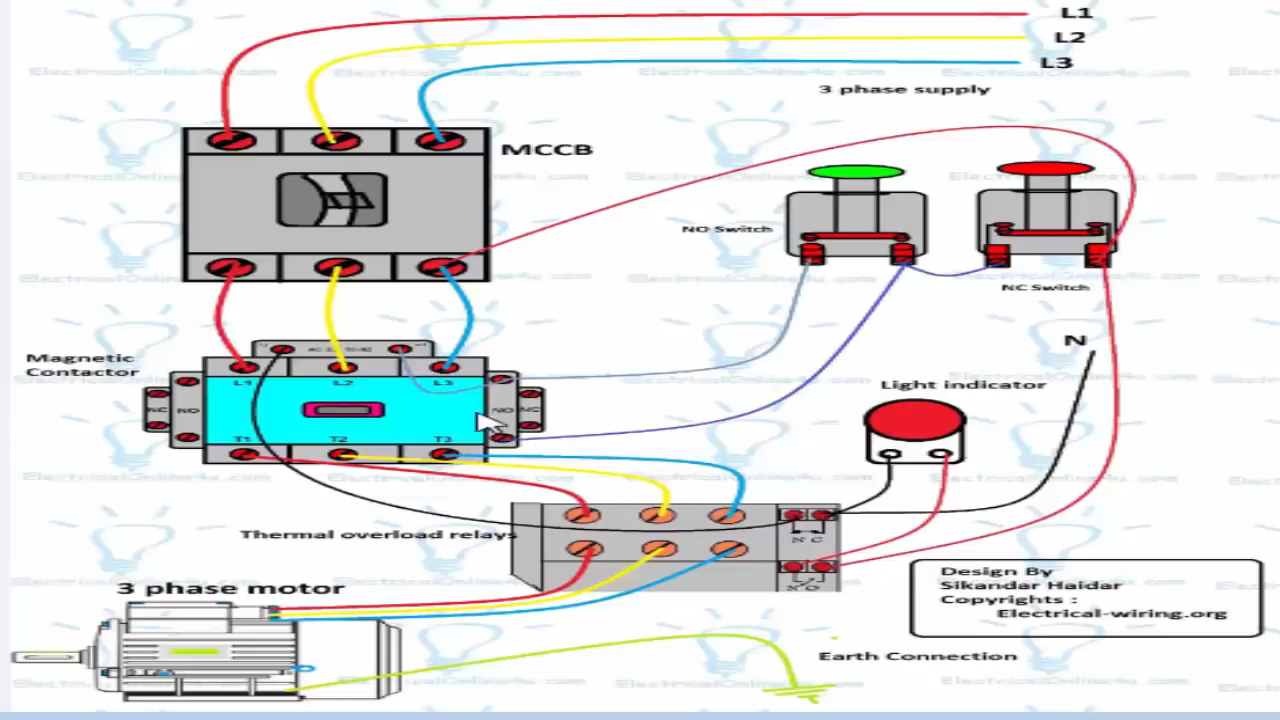 L1
L2
L3
3 phase supply
MCCB
NO Switch
NC Switch
Magnetic
Contactor
N
Light indicator
L1
L2
L3
NC
NO
NO
NC
T1
T2
T3
Thermal overload relays
N C
N O
3 phase motor
Design By
Sikandar Haidar
Copyrights :
Electrical-wiring.org
Earth Connection
ElectricalOnline4u.com